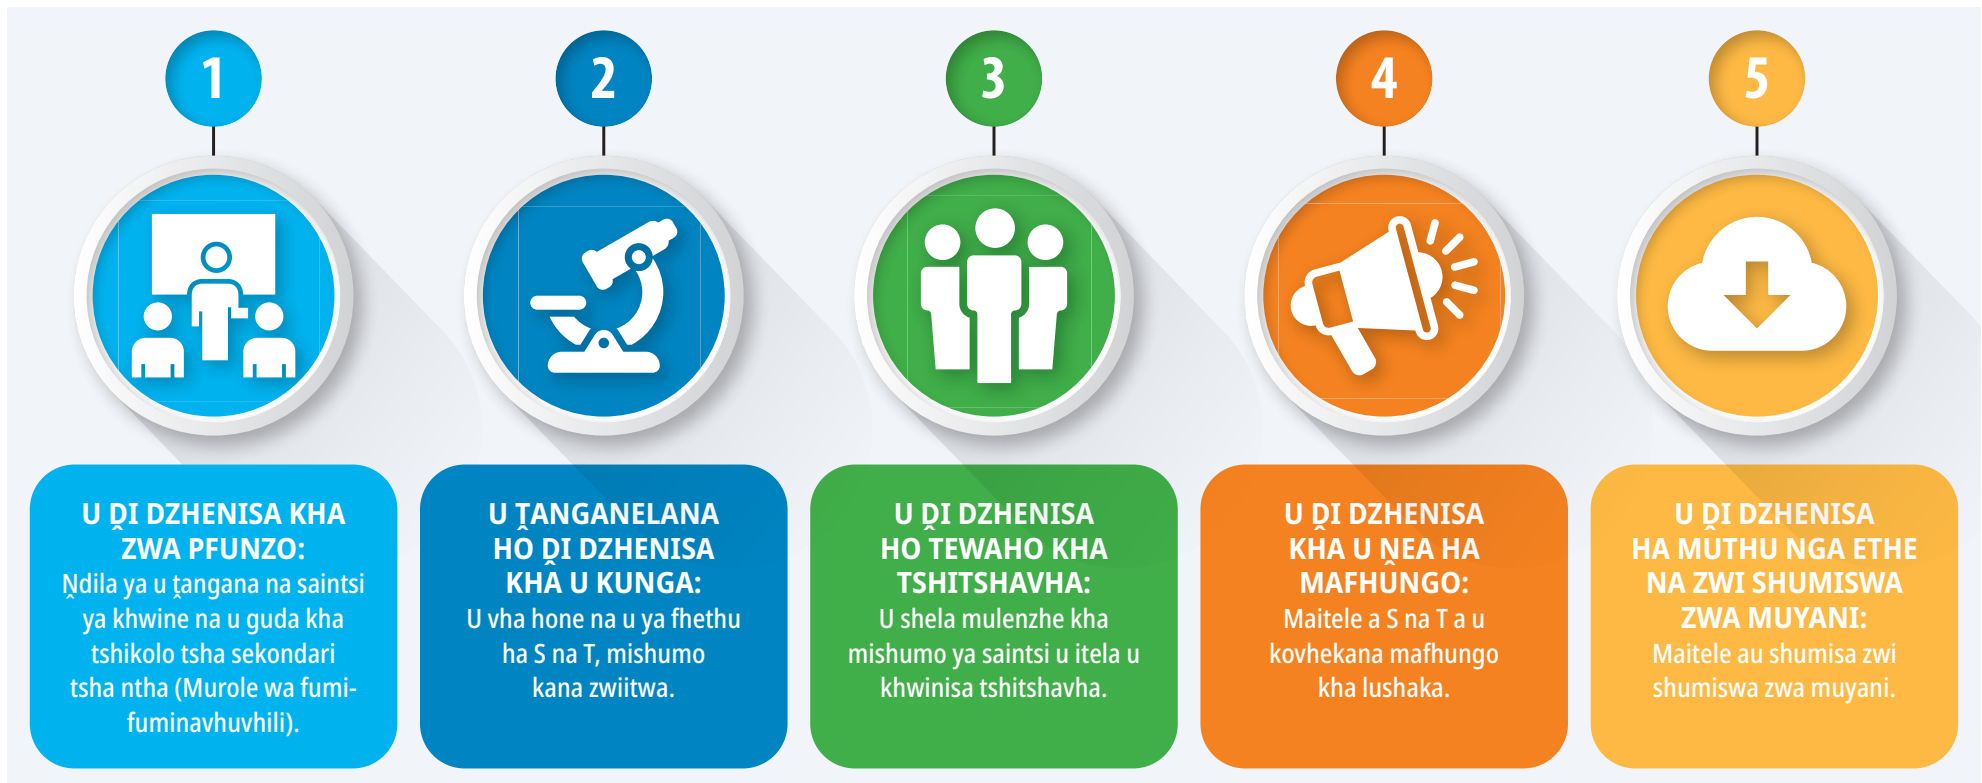 1
U ḒI DZHENISA KHA
ZWA PFUNZO:
Ṋdila ya u ṱangana na saintsi
ya khwine na u guda kha
tshikolo tsha sekondari
tsha ntha (Murole wa fumi-
fuminavhuvhili).
2
U ṰANGANELANA
HO ḒI DZHENISA
KHA U KUNGA:
U vha hone na u ya fhethu
ha S na T, mishumo
kana zwiitwa.
3
U ḒI DZHENISA
HO TEWAHO KHA
TSHITSHAVHA:
U shela mulenzhe kha
mishumo ya saintsi u itela u
khwinisa tshitshavha.
4
U ḒI DZHENISA
KHA U ṊEA HA
MAFHUNGO:
Maitele a S na T a u
kovhekana mafhungo
kha lushaka.
5
U ḒI DZHENISA
HA MUTHU NGA ETHE
NA ZWI SHUMISWA
ZWA MUYANI:
Maitele au shumisa zwi
shumiswa zwa muyani.